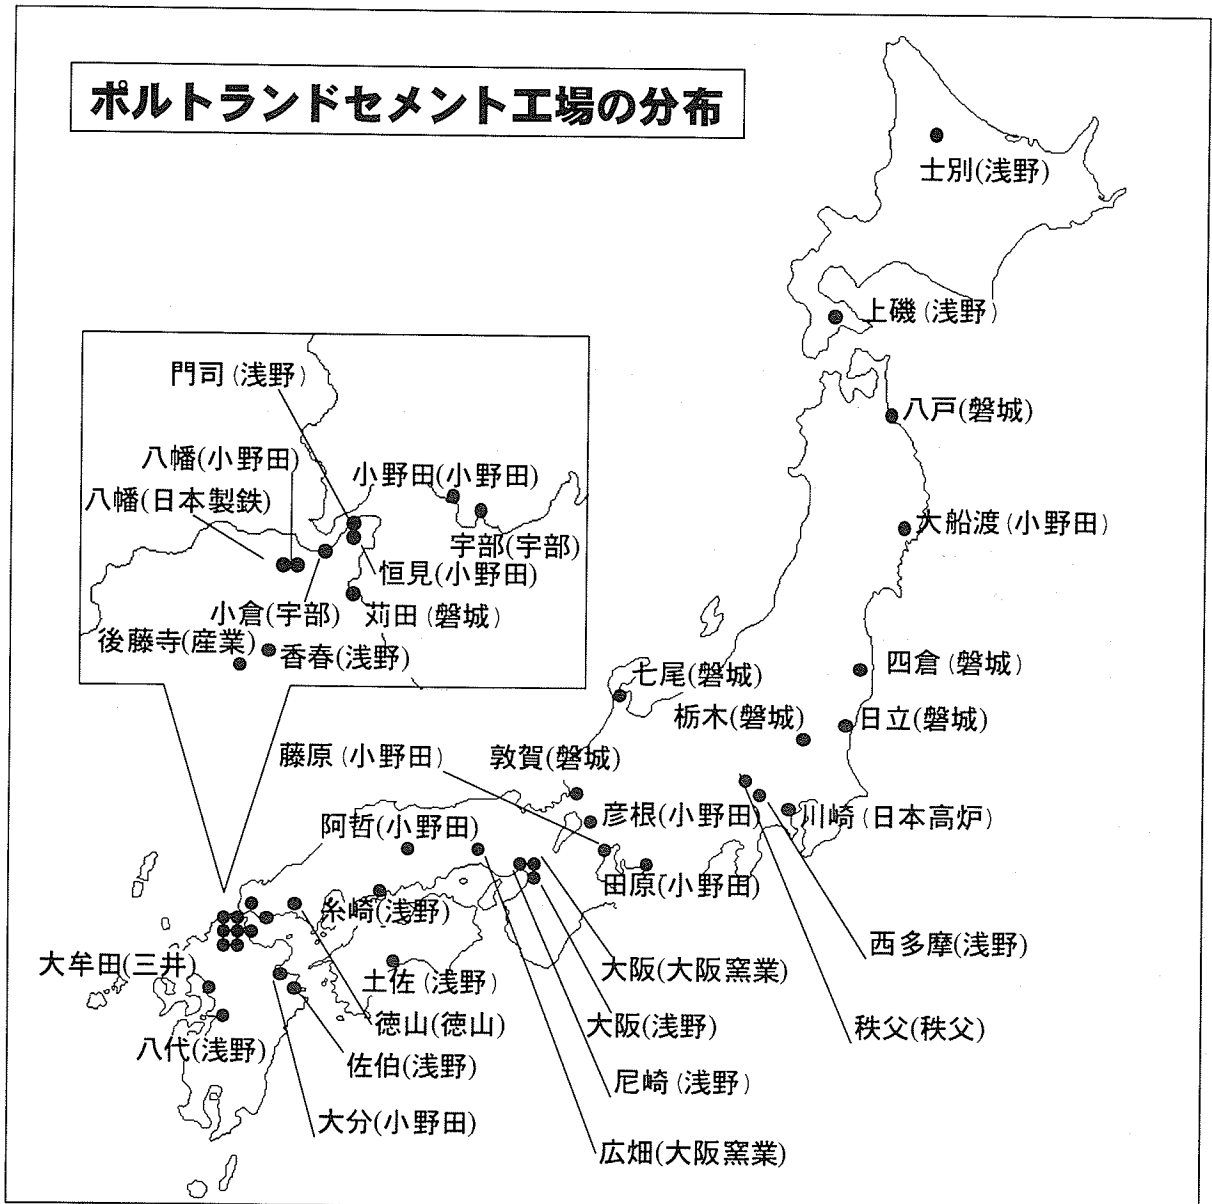 ポルトランドセメント工場の分布
士別(浅野)
上磯(浅野)
八戸(磐城)
大船渡(小野田)
四倉(磐城)
日立(磐城)
栃木(磐城)
七尾(磐城)
門司(浅野)
八幡(小野田)
八幡(日本製鉄)
小野田(小野田)
宇部(宇部)
恒見(小野田)
小倉(宇部)
苅田(磐城)
後藤寺(産業)
香春(浅野)
藤原(小野田)
敦賀(磐城)
彦根(小野田)
川崎(日本高炉)
阿哲(小野田)
田原(小野田)
糸崎(浅野)
西多摩(浅野)
大牟田(三井)
土佐(浅野)
大阪(大阪窯業)
徳山(徳山)
大阪(浅野)
秩父(秩父)
八代(浅野)
佐伯(浅野)
尼崎(浅野)
大分(小野田)
広畑(大阪窯業)